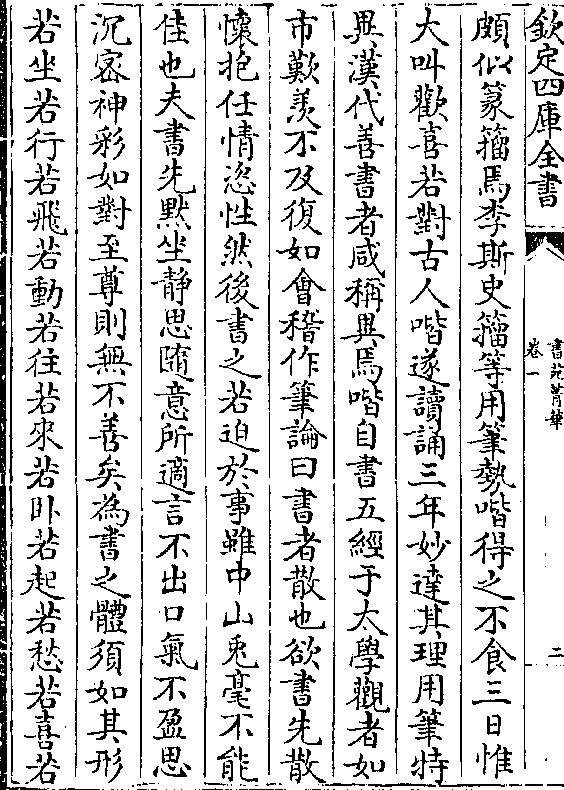 欽定四庫全書
書苑菁華
卷一
二
頗似篆籀焉李斯史籀等用筆勢喈得之不食三日惟
大叫歡喜若對古人喈遂讀誦三年妙達其理用筆特
異漢代善書者咸稱異焉喈自書五經于太學觀者如
市歎羨不及復如會稽作筆論曰書者散也欲書先散
懷抱任情恣性然後書之若迫於事雖中山兎毫不能
佳也夫書先黙坐静思隨意所適言不出口氣不盈思
沉宻神彩如對至尊則無不善矣為書之體須如其形
若坐若行若飛若動若往若來若臥若起若愁若喜若